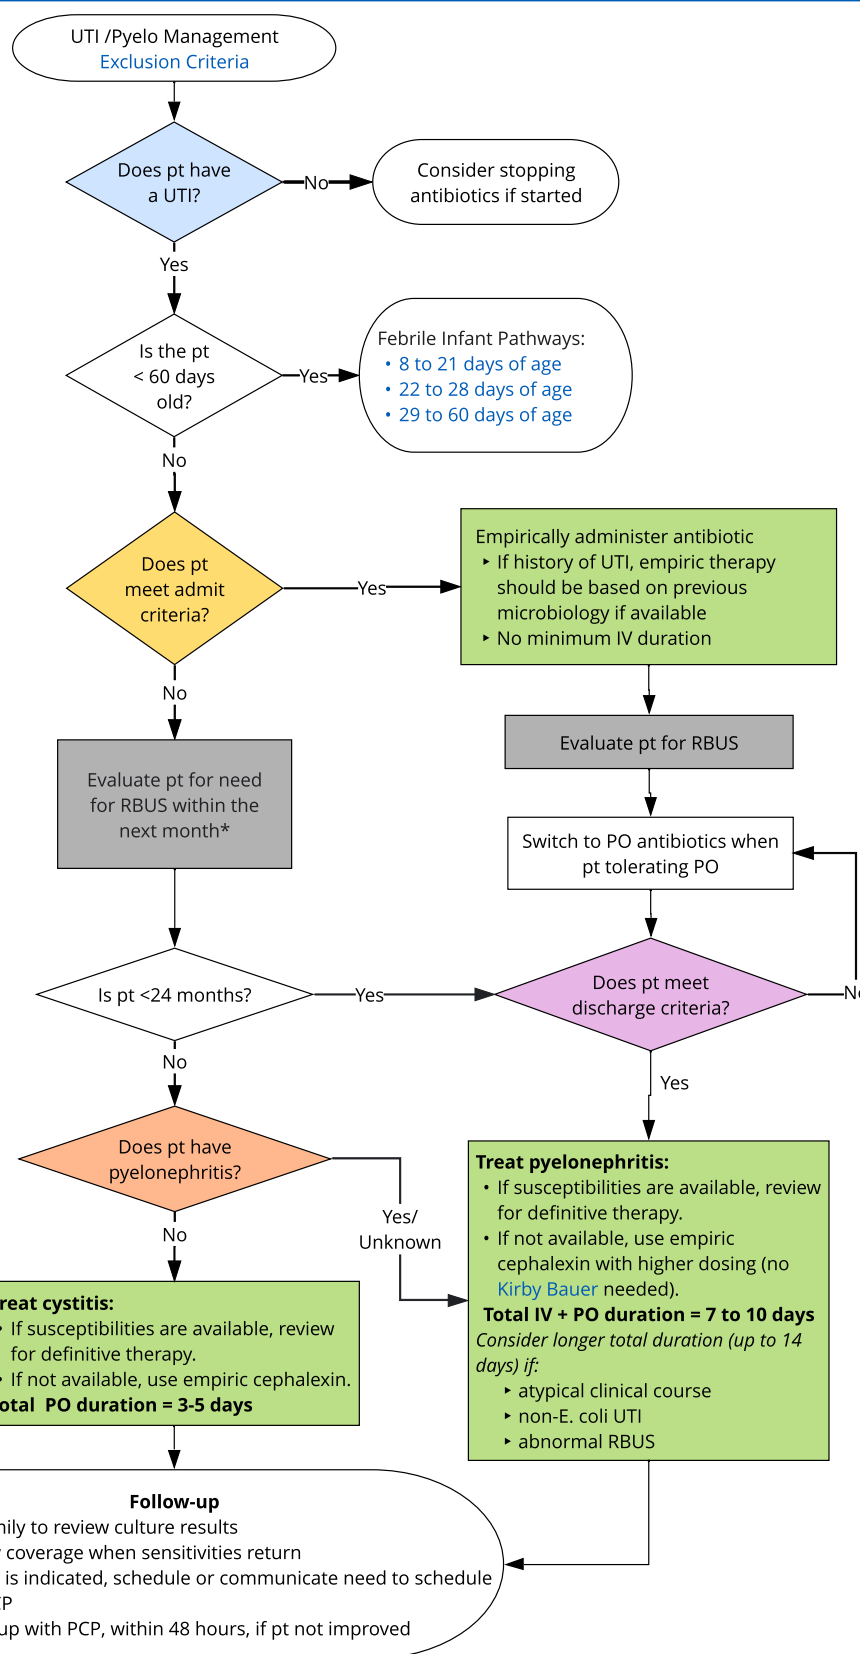 UTI /Pyelo Management
Exclusion Criteria
Does pt have
a UTI?
No
Consider stopping
antibiotics if started
Yes
Is the pt
< 60 days
old?
Yes
Febrile Infant Pathways:
• 8 to 21 days of age
• 22 to 28 days of age
• 29 to 60 days of age
No
Does pt
meet admit
criteria?
Yes
Empirically administer antibiotic
‣ If history of UTI, empiric therapy
should be based on previous
microbiology if available
‣ No minimum IV duration
No
Evaluate pt for need
for RBUS within the
next month*
Evaluate pt for RBUS
Switch to PO antibiotics when
pt tolerating PO
Is pt <24 months?
Yes
Does pt meet
discharge criteria?
No
No
Yes
Does pt have
pyelonephritis?
Yes/
Unknown
No
Treat pyelonephritis:
• If susceptibilities are available, review
for definitive therapy.
• If not available, use empiric
cephalexin with higher dosing (no
Kirby Bauer needed).
Total IV + PO duration = 7 to 10 days
Consider longer total duration (up to 14
days) if:
‣ atypical clinical course
‣ non-E. coli UTI
‣ abnormal RBUS
reat cystitis:
• If susceptibilities are available, review
for definitive therapy.
• If not available, use empiric cephalexin.
otal PO duration = 3-5 days
Follow-up
to review culture results
coverage when sensitivities return
is indicated, schedule or communicate need to schedule
up with PCP, within 48 hours, if pt not improved